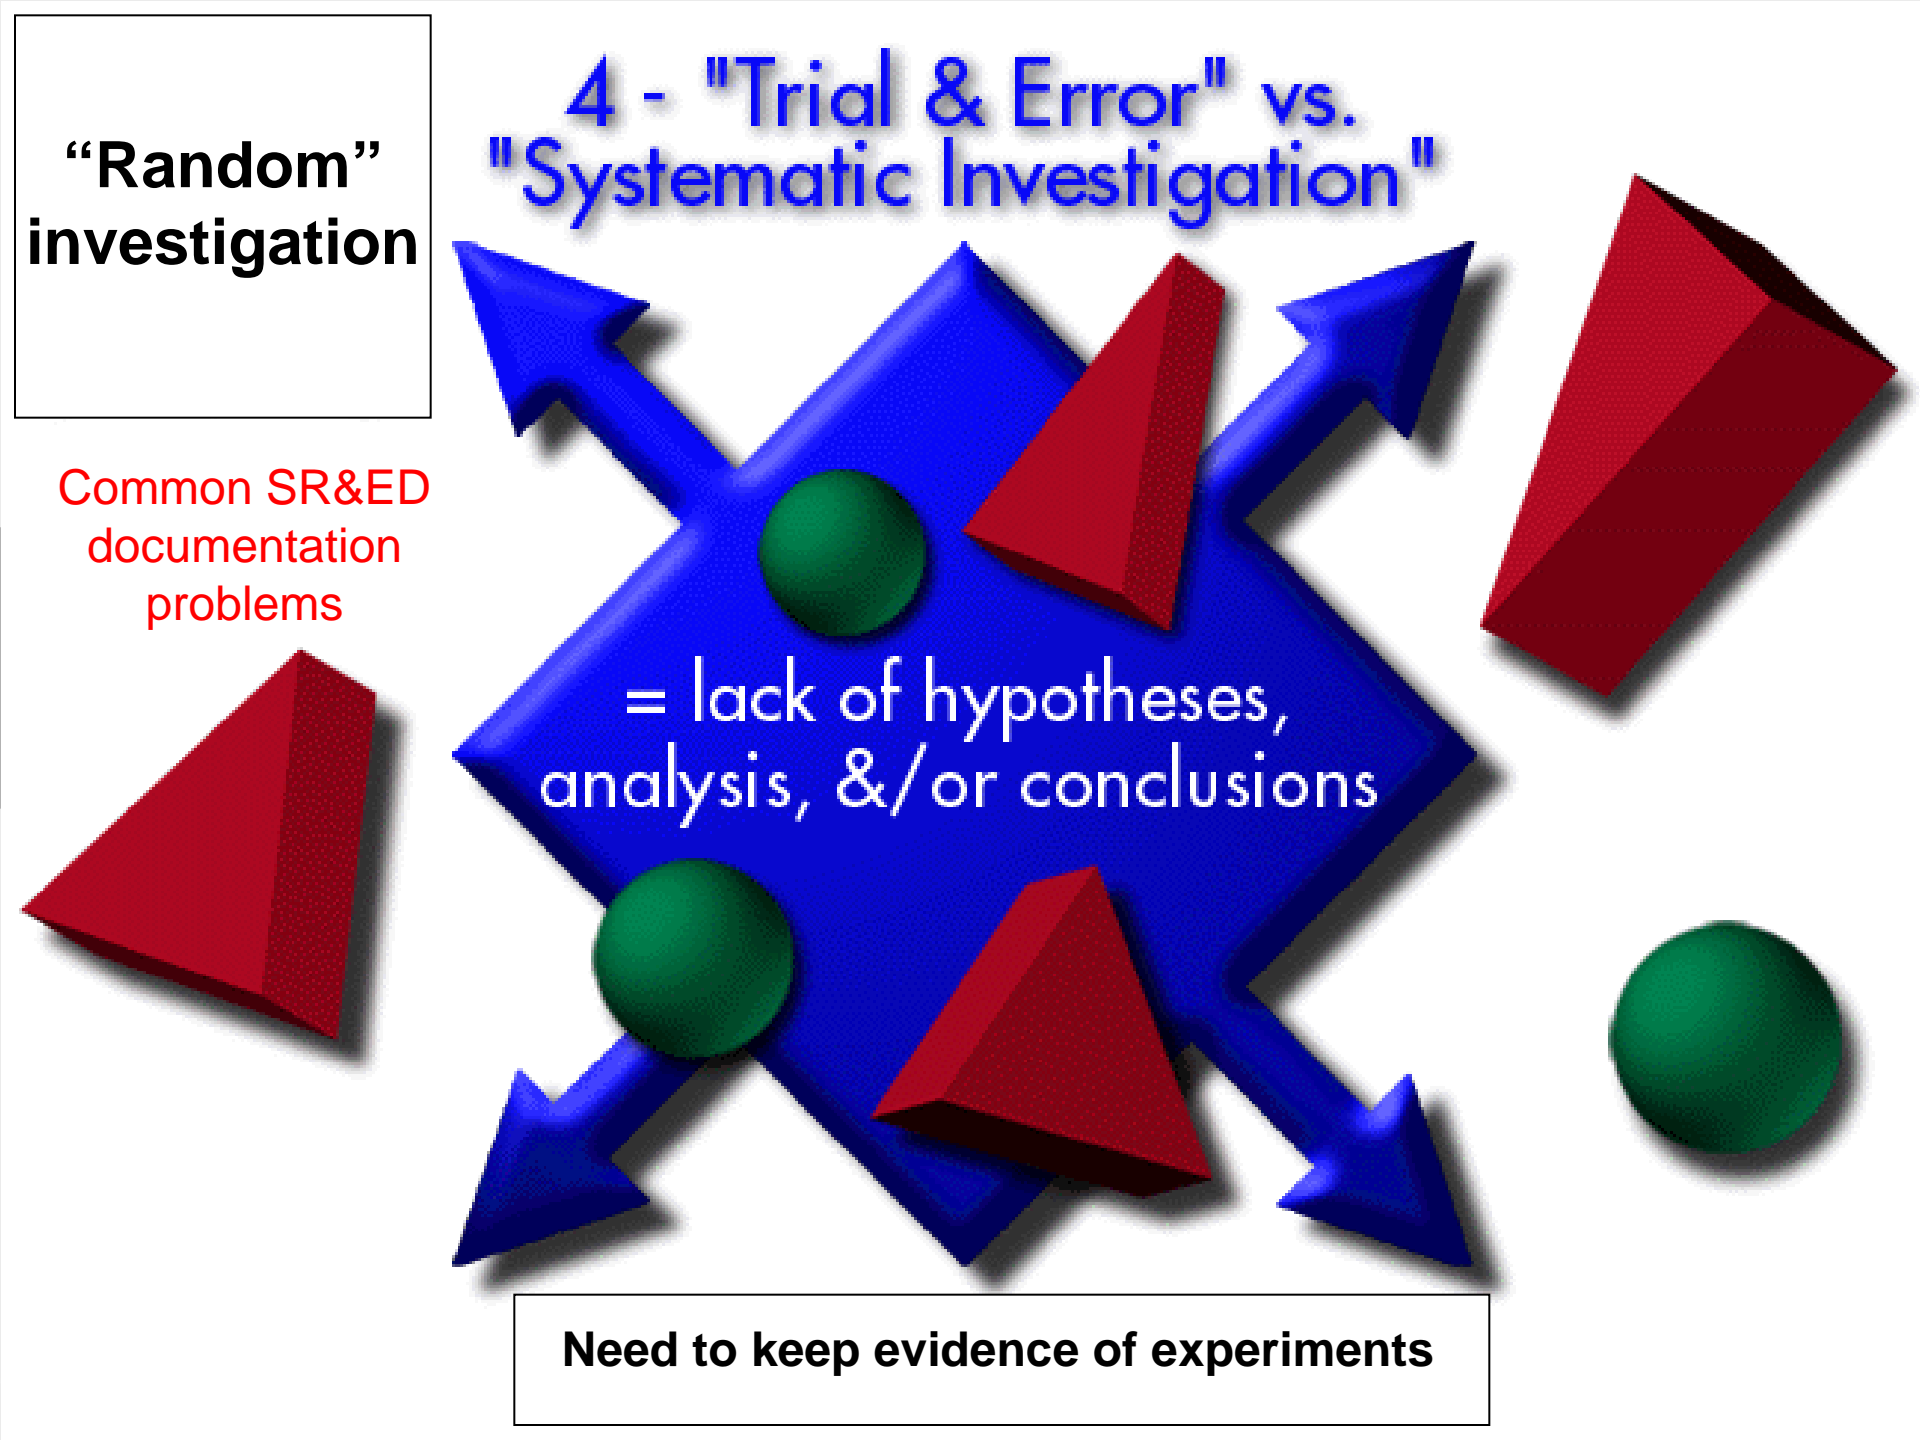 “Random”
investigation
4 - "Trial & Error" vs.
"Systematic Investigation"
Common SR&ED
documentation
problems
= lack of hypotheses,
analysis, &/or conclusions
Need to keep evidence of experiments